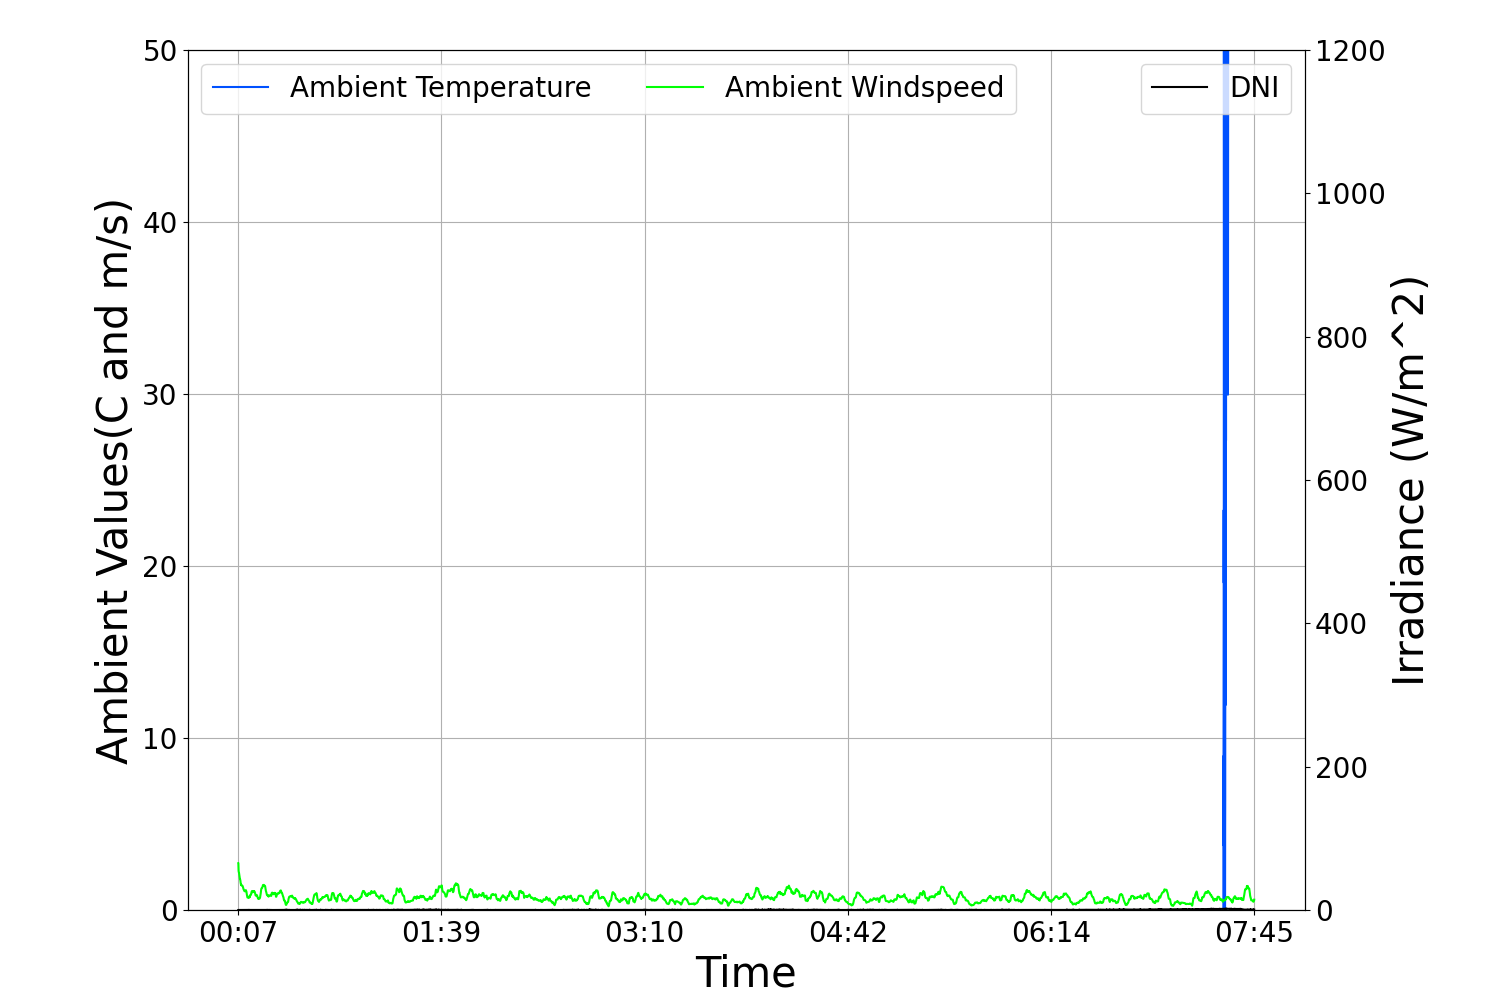 Ambient Temperature
Ambient Windspeed
DNI
Ambient Values(C and m/s)
50
40
30
20
10
0
1200
1000
800
600
400
200
0
Irradiance (W/m^2)
00:07 01:39 03:10 04:42 06:14 07:45
Time